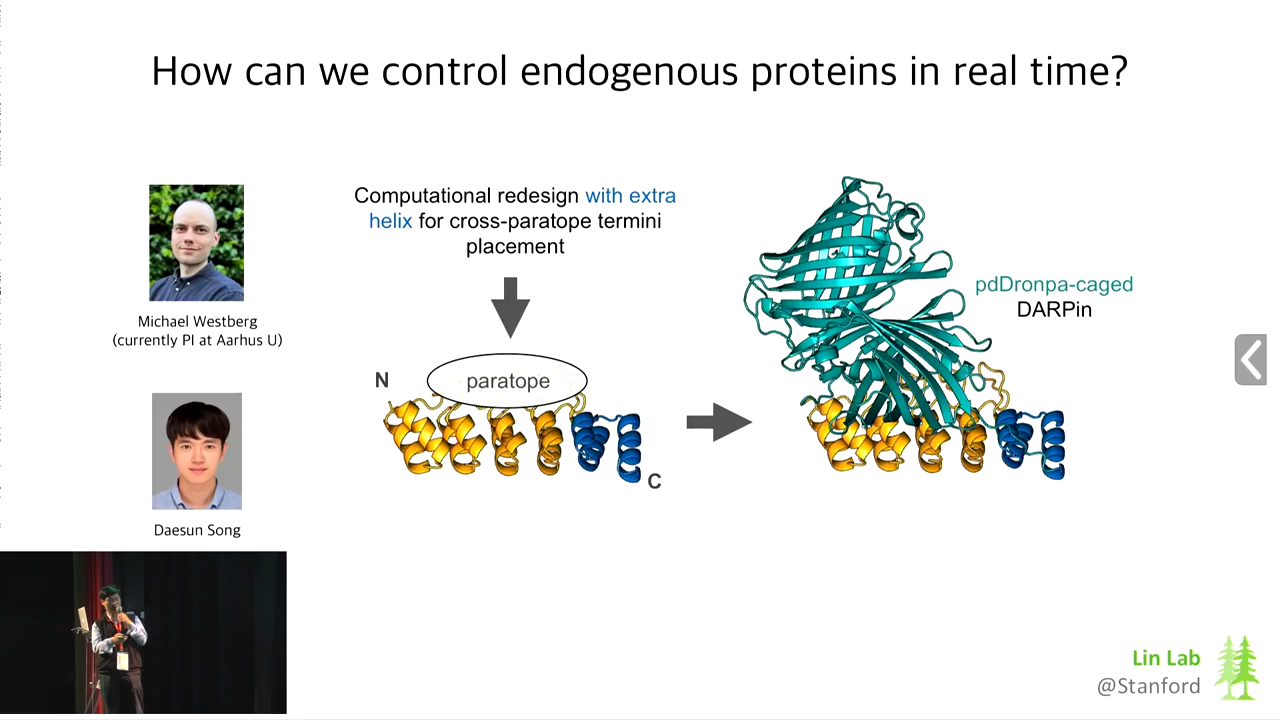 How can we control endogenous proteins in real time?
Michael Westberg
(currently PI at Aarhus U)
Daesun Song
Computational redesign with extra
helix for cross-paratope termini
placement
N
paratope
C
pdDronpa-caged
DARPin
Lin Lab
@Stanford